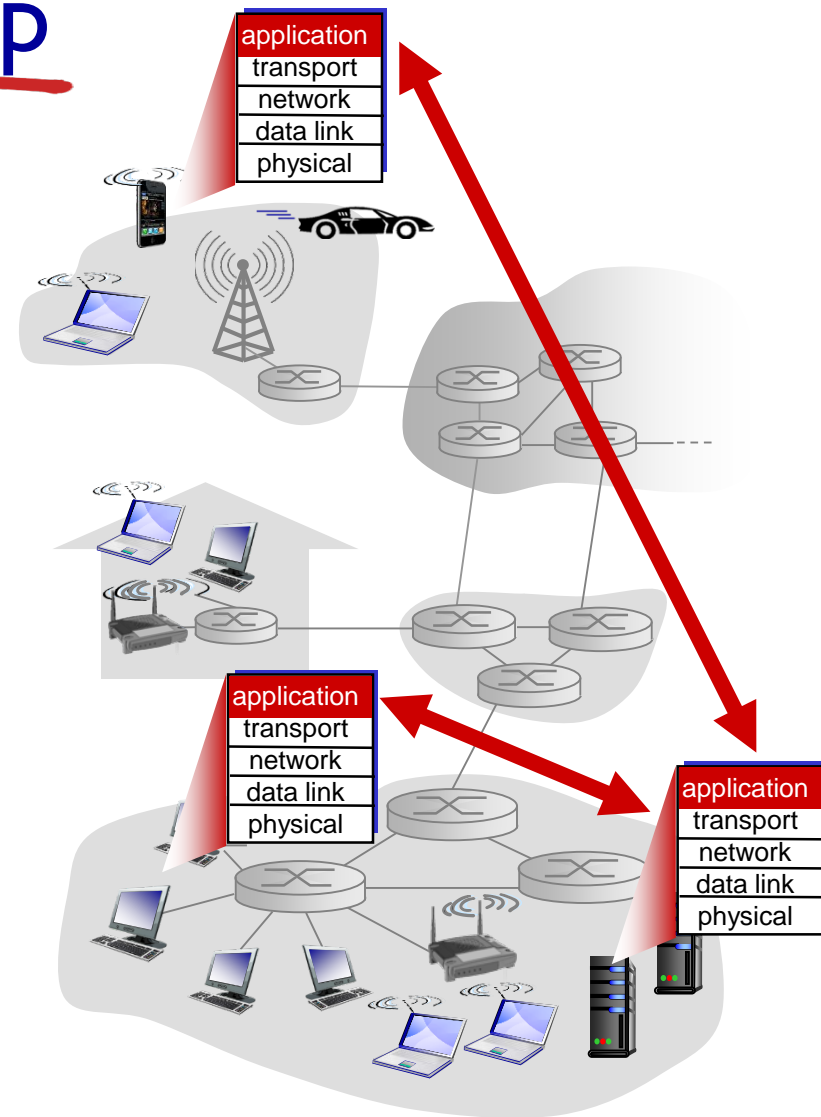 p
application
transport
network
data link
physical
application
transport
network
data link
physical
application
transport
network
data link
physical